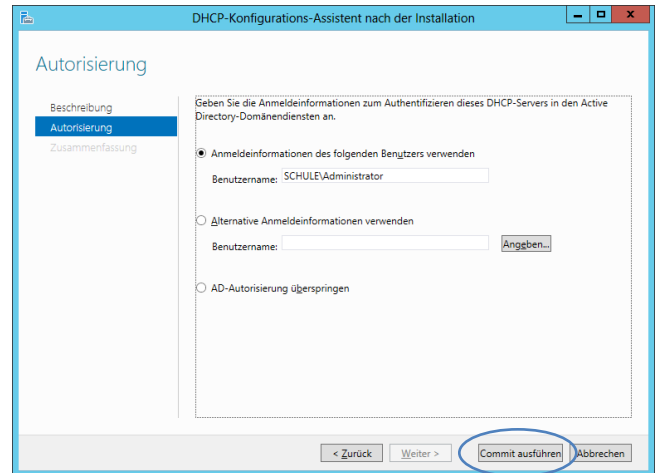 DHCP-Konfigurations-Assistent nach der Installation
Autorisierung
Beschreibung
Autorisierung
Zusammenfassung
Geben Sie die Anmeldeinformationen zum Authentifizieren dieses DHCP-Servers in den Active
Directory-Domänendiensten an.
Anmeldeinformationen des folgenden Benutzers verwenden
Benutzername: SCHULE\Administrator
Alternative Anmeldeinformationen verwenden
Benutzername:
Angeben...
AD-Autorisierung überspringen
< Zurück Weiter > Commit ausführen Abbrechen